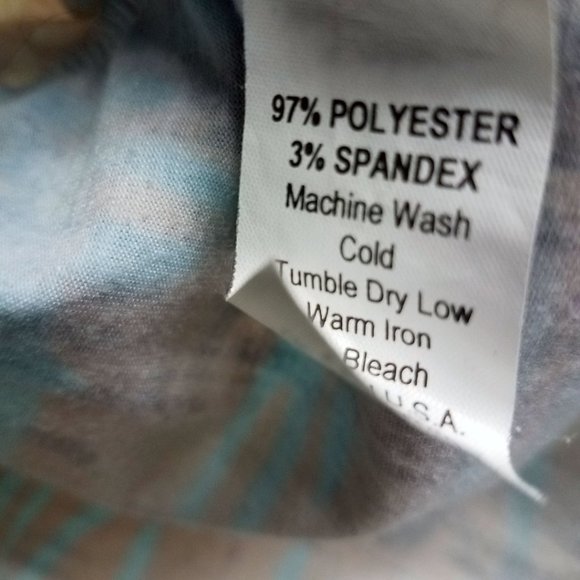 97% POLYESTER
3% SPANDEX
Machine Wash
Cold
Tumble Dry Low
Warm Iron
Bleach
U.S.A.